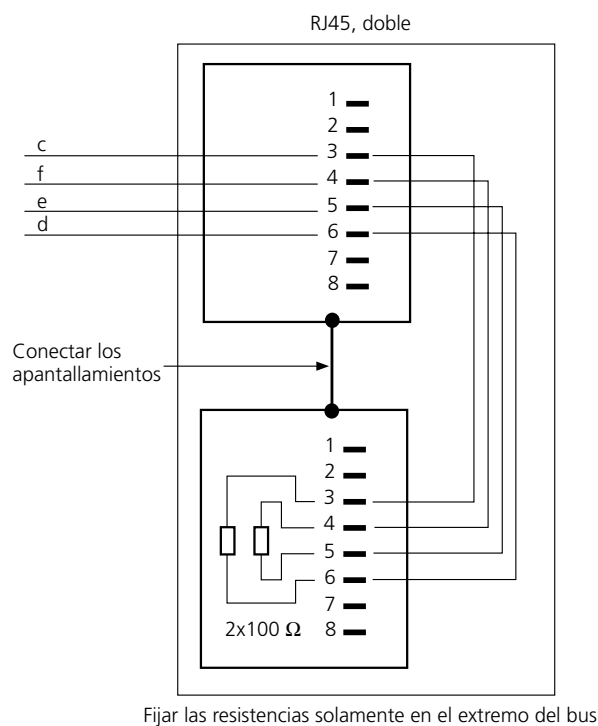 RJ45, doble
1
2
c
3
f
4
e
5
d
6
7
8
Conectar los
apantallamientos
1
2
3
4
5
6
7
2x100 Ω 8
Fijar las resistencias solamente en el extremo del bus